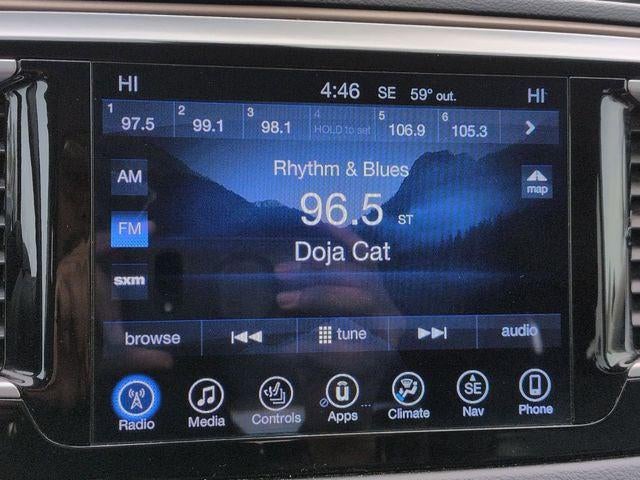 HI 4:46 SE 59° out. HI
1 97.5 2 99.1 3 98.1 4 HOLD to set 5 106.9 6 105.3
AM Rhythm & Blues map
FM 96.5 ST
sxm Doja Cat
browse tune audio
Radio Media Controls U Apps Climate SE Nav Phone